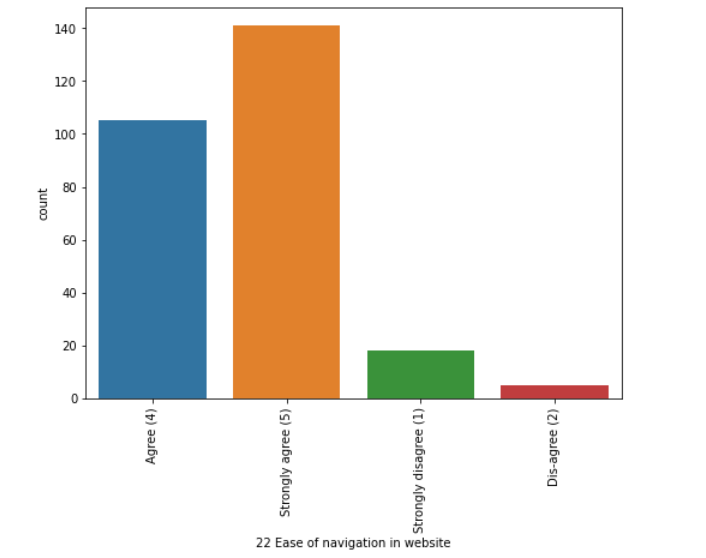 140
120
100
80
60
40
20
0
count
Agree (4)
Strongly agree (5)
Strongly disagree (1)
Dis-agree (2)
22 Ease of navigation in website